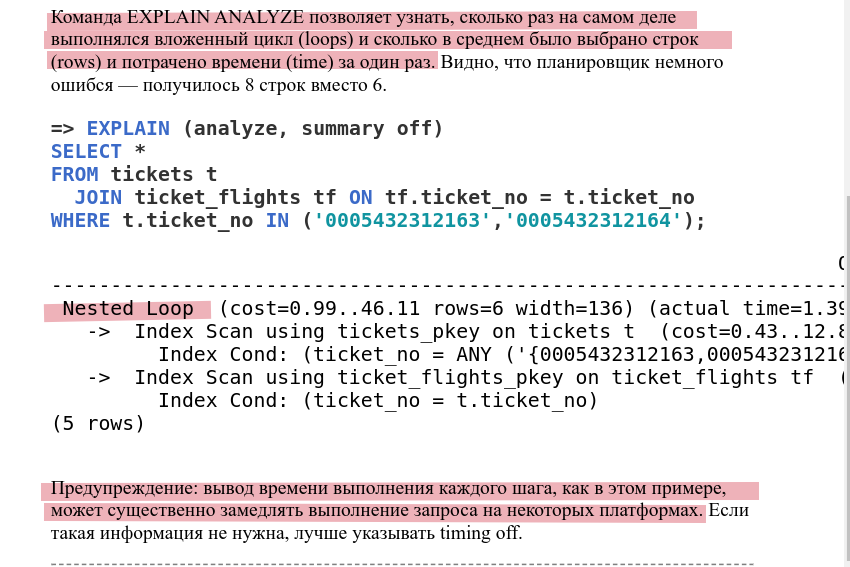 Команда EXPLAIN ANALYZE позволяет узнать, сколько раз на самом деле
выполнялся вложенный цикл (loops) и сколько в среднем было выбрано строк
(rows) и потрачено времени (time) за один раз. Видно, что планировщик немного
ошибся — получилось 8 строк вместо 6.
=> EXPLAIN (analyze, summary off)
SELECT *
FROM tickets t
  JOIN ticket_flights tf ON tf.ticket_no = t.ticket_no
WHERE t.ticket_no IN ('0005432312163','0005432312164');
--------------------------------------------------------------------
 Nested Loop  (cost=0.99..46.11 rows=6 width=136) (actual time=1.39
   ->  Index Scan using tickets_pkey on tickets t  (cost=0.43..12.8
         Index Cond: (ticket_no = ANY ('{0005432312163,000543231216
   ->  Index Scan using ticket_flights_pkey on ticket_flights tf  (
         Index Cond: (ticket_no = t.ticket_no)
(5 rows)
Предупреждение: вывод времени выполнения каждого шага, как в этом примере,
может существенно замедлять выполнение запроса на некоторых платформах. Если
такая информация не нужна, лучше указывать timing off.